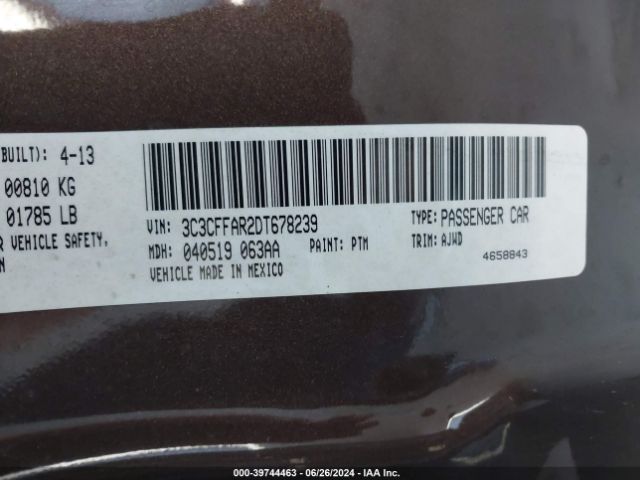 BUILT): 4-13
00810 KG
01785 LB
R VEHICLE SAFETY,
N
VIN: 3C3CFFAR2DT678239 TYPE: PASSENGER CAR
MDH: 040519 063AA PAINT: PTM TRIM: AJWD
VEHICLE MADE IN MEXICO 4658843
000-39744463 - 06/26/2024 - IAA Inc.